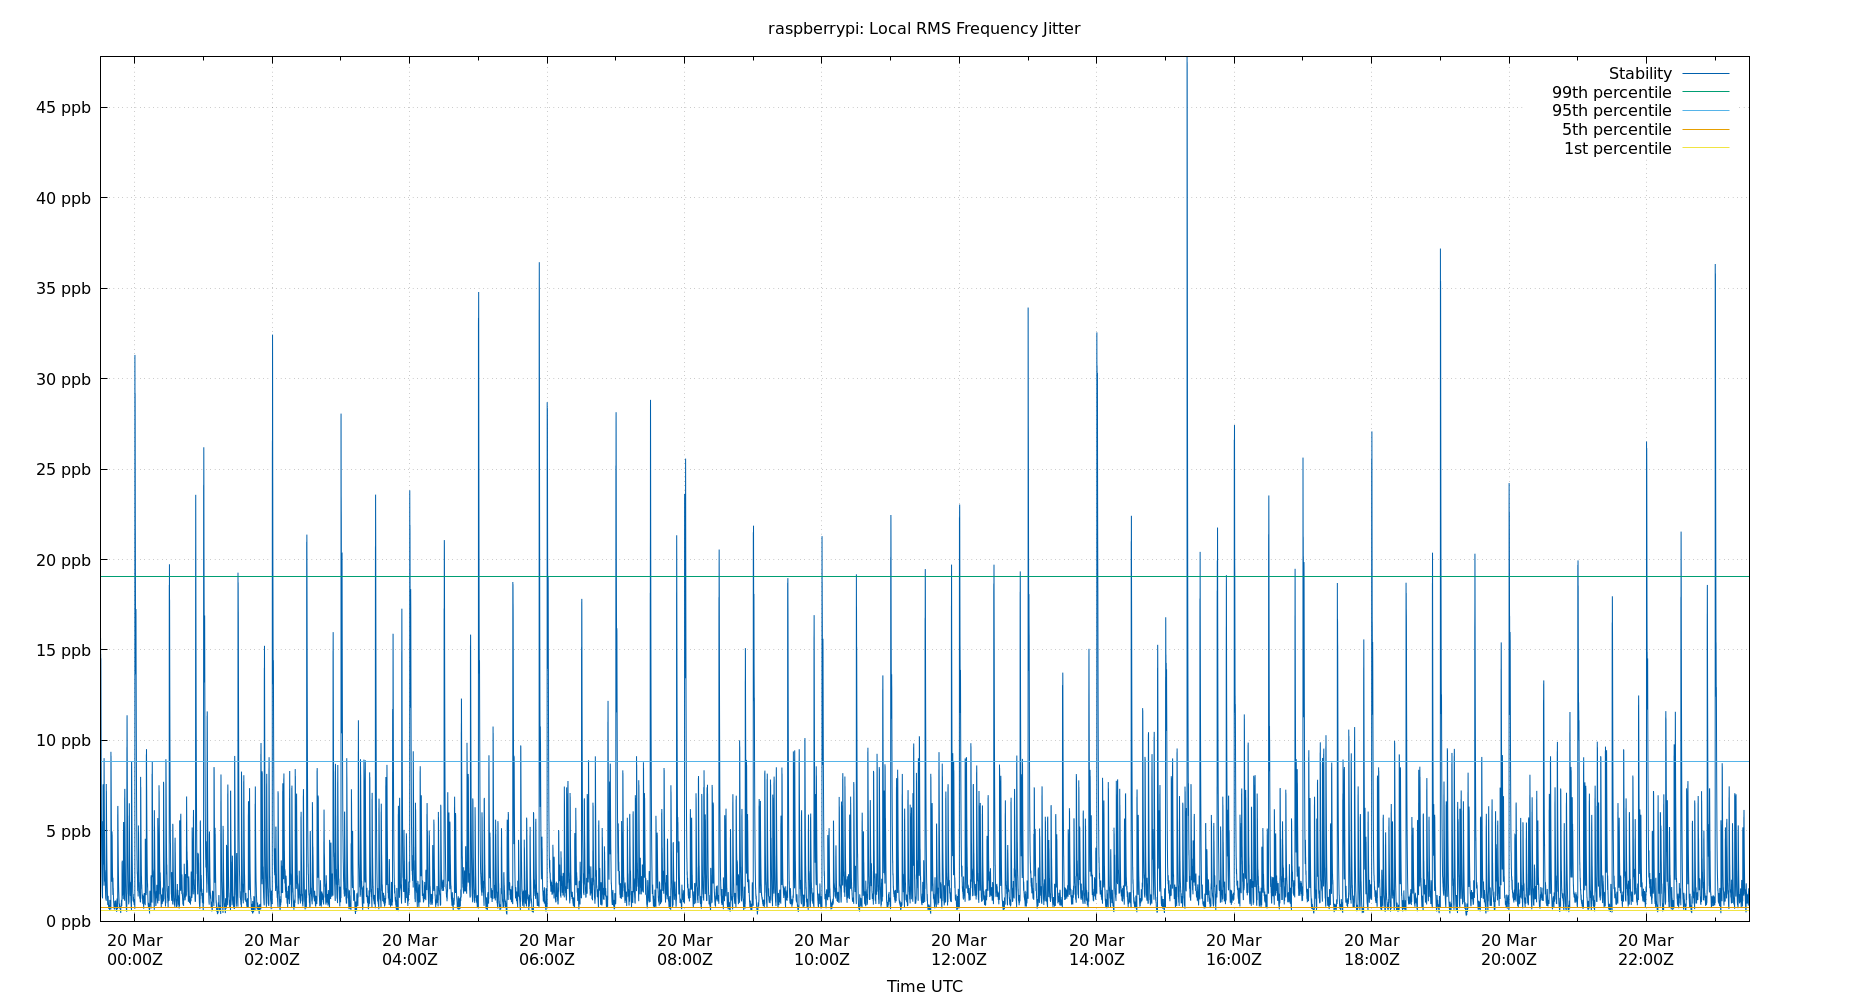 raspberrypi: Local RMS Frequency Jitter
Stability
99th percentile
95th percentile
5th percentile
1st percentile
45 ppb
40 ppb
35 ppb
30 ppb
25 ppb
20 ppb
15 ppb
10 ppb
5 ppb
0 ppb
20 Mar 20 Mar 20 Mar 20 Mar 20 Mar 20 Mar 20 Mar 20 Mar 20 Mar 20 Mar 20 Mar 20 Mar
00:00Z 02:00Z 04:00Z 06:00Z 08:00Z 10:00Z 12:00Z 14:00Z 16:00Z 18:00Z 20:00Z 22:00Z
Time UTC